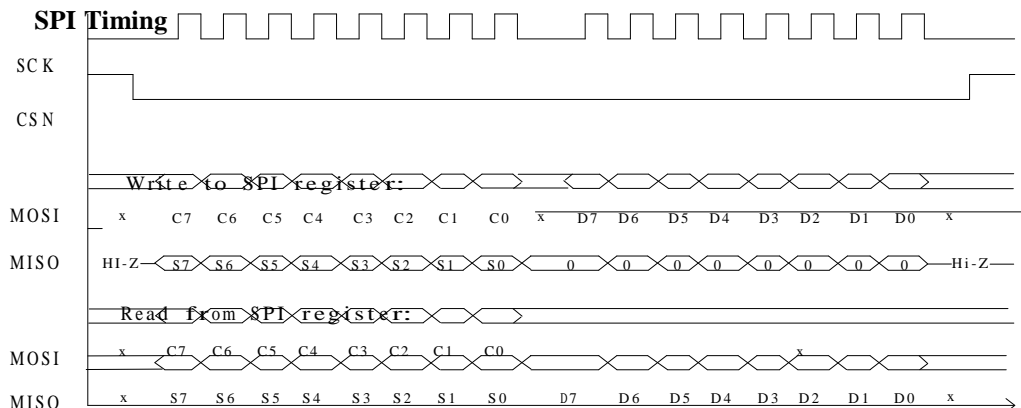 SPI Timing
SCK
CSN
Write to SPI register:
MOSI x C7 C6 C5 C4 C3 C2 C1 C0 x D7 D6 D5 D4 D3 D2 D1 D0 x
MISO HI-Z S7 S6 S5 S4 S3 S2 S1 S0 0 0 0 0 0 0 0 0 Hi-Z
Read from SPI register:
MOSI x C7 C6 C5 C4 C3 C2 C1 C0 x
MISO x S7 S6 S5 S4 S3 S2 S1 S0 D7 D6 D5 D4 D3 D2 D1 D0 x